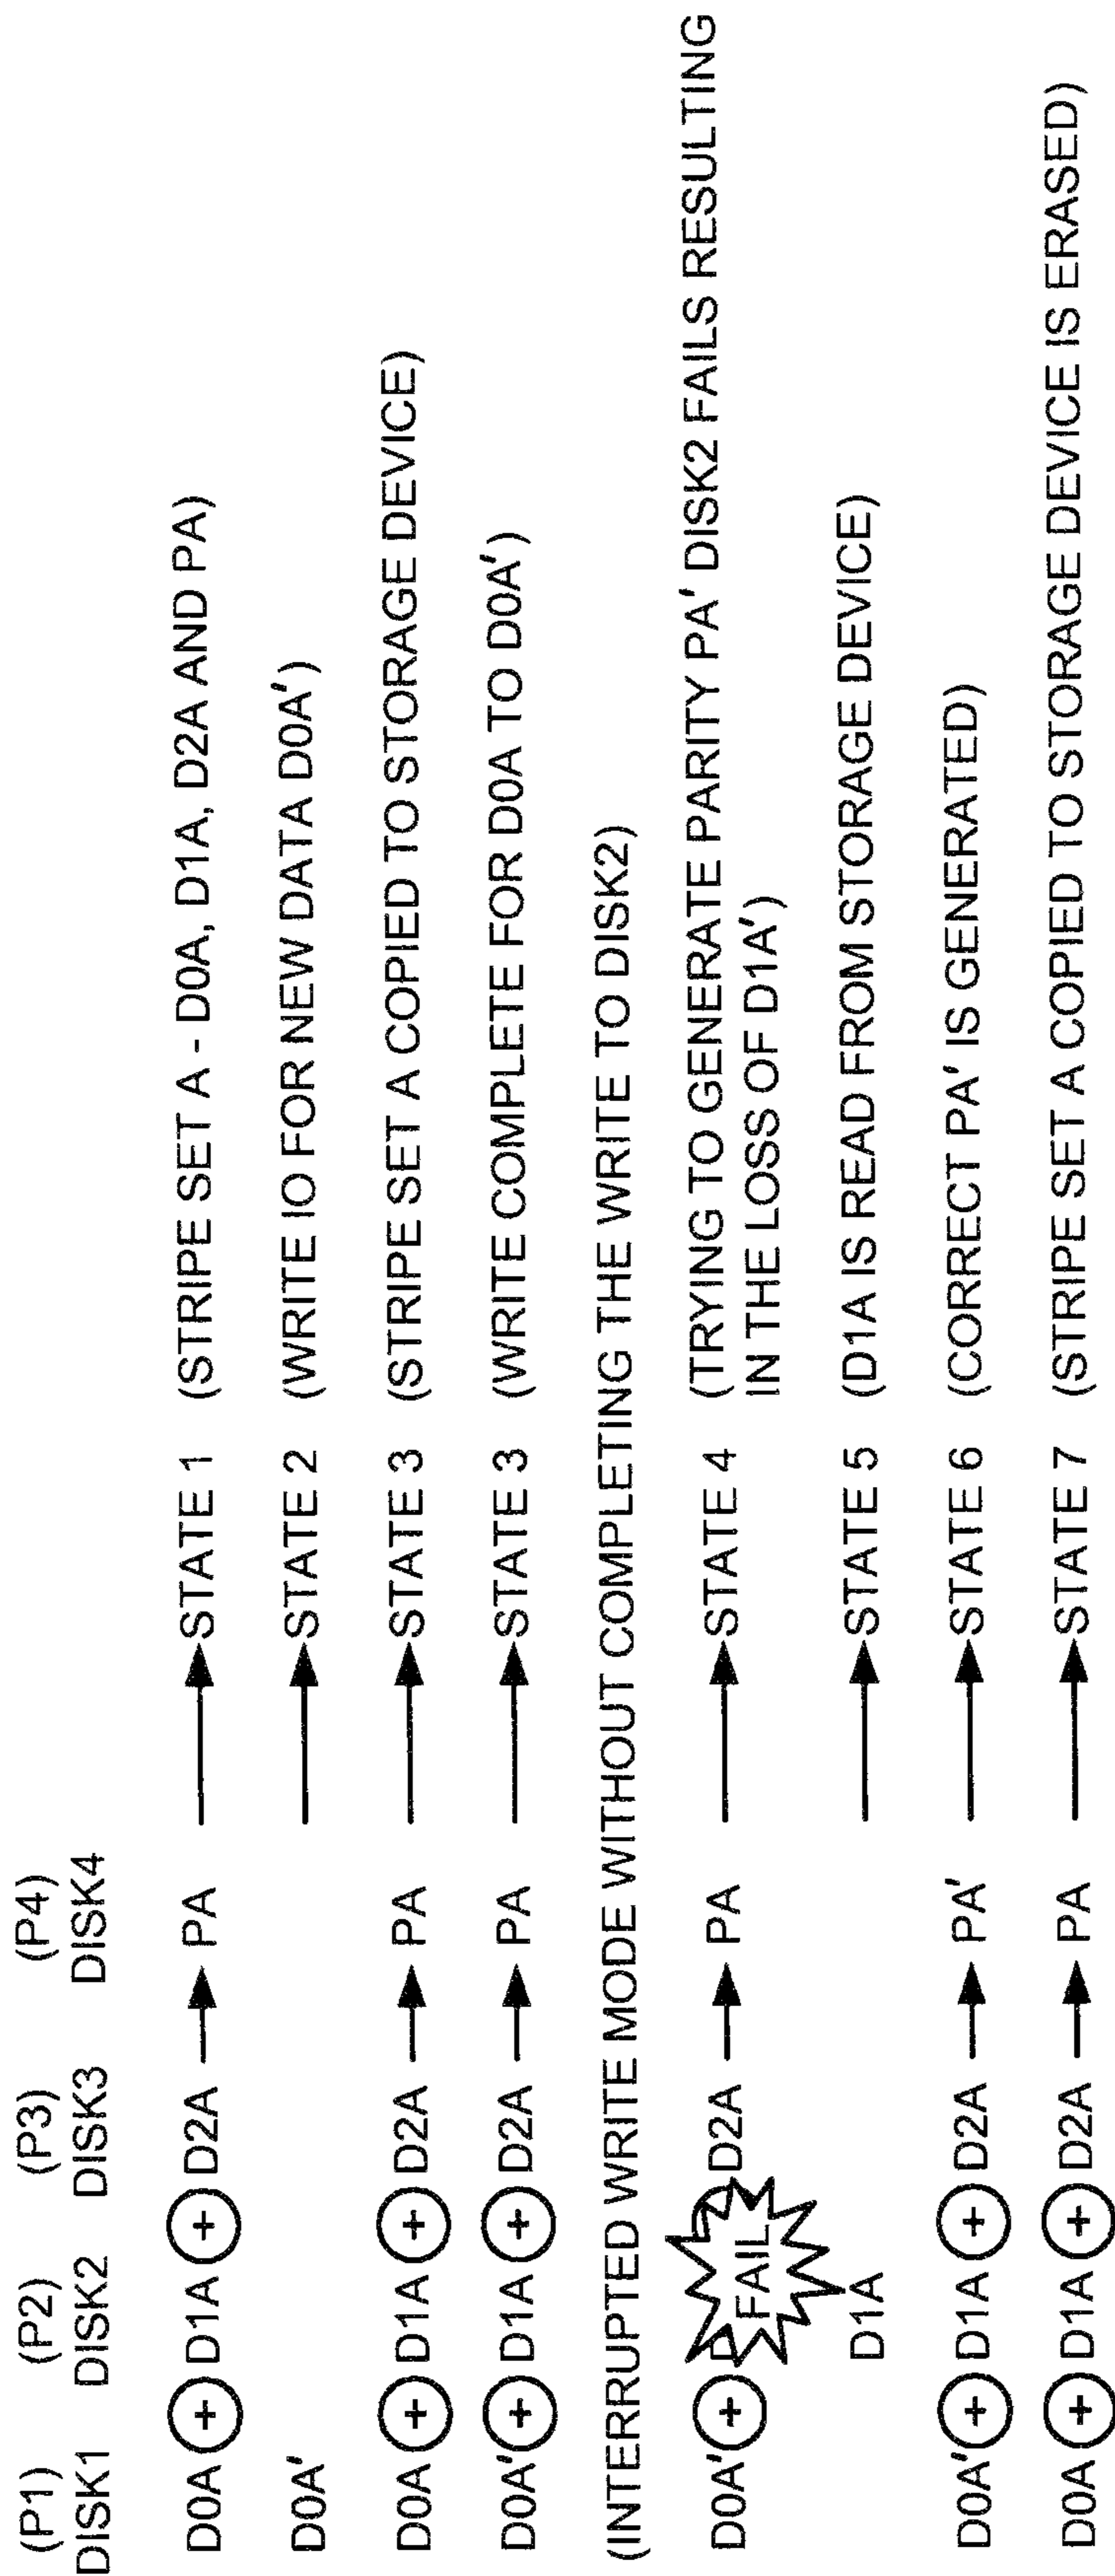 (P1) (P2) (P3) (P4)
DISK1 DISK2 DISK3 DISK4
D0A + D1A + D2A → PA → STATE 1 (STRIPE SET A - D0A, D1A, D2A AND PA)
D0A' → STATE 2 (WRITE IO FOR NEW DATA D0A')
D0A + D1A + D2A → PA → STATE 3 (STRIPE SET A COPIED TO STORAGE DEVICE)
D0A' + D1A + D2A → PA → STATE 3 (WRITE COMPLETE FOR D0A TO D0A')
(INTERRUPTED WRITE MODE WITHOUT COMPLETING THE WRITE TO DISK2)
D0A' + D FAIL D2A → PA → STATE 4 (TRYING TO GENERATE PARITY PA' DISK2 FAILS RESULTING
IN THE LOSS OF D1A')
D1A → STATE 5 (D1A IS READ FROM STORAGE DEVICE)
D0A' + D1A + D2A → PA' → STATE 6 (CORRECT PA' IS GENERATED)
D0A + D1A + D2A → PA → STATE 7 (STRIPE SET A COPIED TO STORAGE DEVICE IS ERASED)